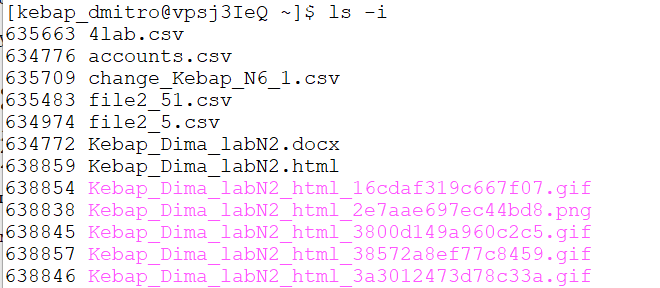 [kebap_dmitro@vpsj3IeQ ~]$ ls -i
635663 4lab.csv
634776 accounts.csv
635709 change_Kebap_N6_1.csv
635483 file2_51.csv
634974 file2_5.csv
634772 Kebap_Dima_labN2.docx
638859 Kebap_Dima_labN2.html
638854 Kebap_Dima_labN2_html_16cdaf319c667f07.gif
638838 Kebap_Dima_labN2_html_2e7aae697ec44bd8.png
638845 Kebap_Dima_labN2_html_3800d149a960c2c5.gif
638857 Kebap_Dima_labN2_html_38572a8ef77c8459.gif
638846 Kebap_Dima_labN2_html_3a3012473d78c33a.gif